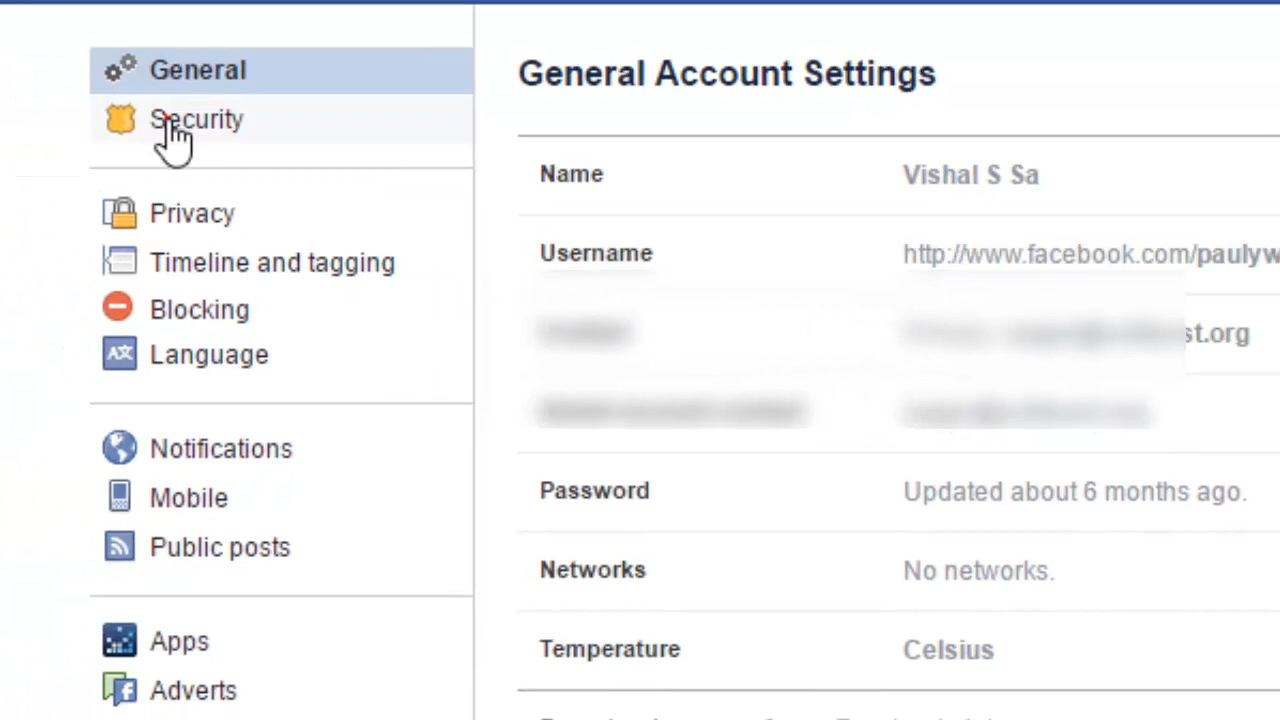 General
Security
Privacy
Timeline and tagging
Blocking
Language
Notifications
Mobile
Public posts
Apps
Adverts
General Account Settings
Name Vishal S Sa
Username http://www.facebook.com/paulyw
st.org
Password Updated about 6 months ago.
Networks No networks.
Temperature Celsius